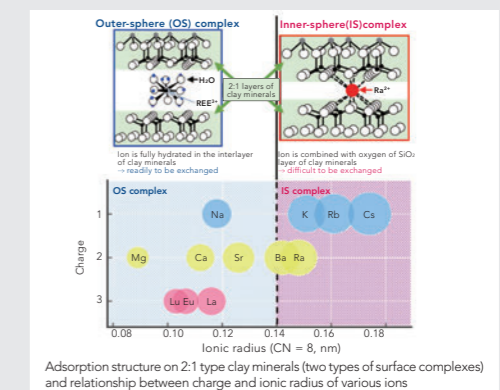 Outer-sphere (OS) complex
Inner-sphere(IS)complex
H₂O
REE³⁺
2:1 layers of
clay minerals
Ra²⁺
Ion is fully hydrated in the interlayer
of clay minerals
→ readily to be exchanged
Ion is combined with oxygen of SiO₄
layer of clay minerals
→ difficult to be exchanged
OS complex
IS complex
Charge
1
Na
K
Rb
Cs
2
Mg
Ca
Sr
Ba
Ra
3
Lu
Eu
La
0.08
0.10
0.12
0.14
0.16
0.18
Ionic radius (CN = 8, nm)
Adsorption structure on 2:1 type clay minerals (two types of surface complexes)
and relationship between charge and ionic radius of various ions